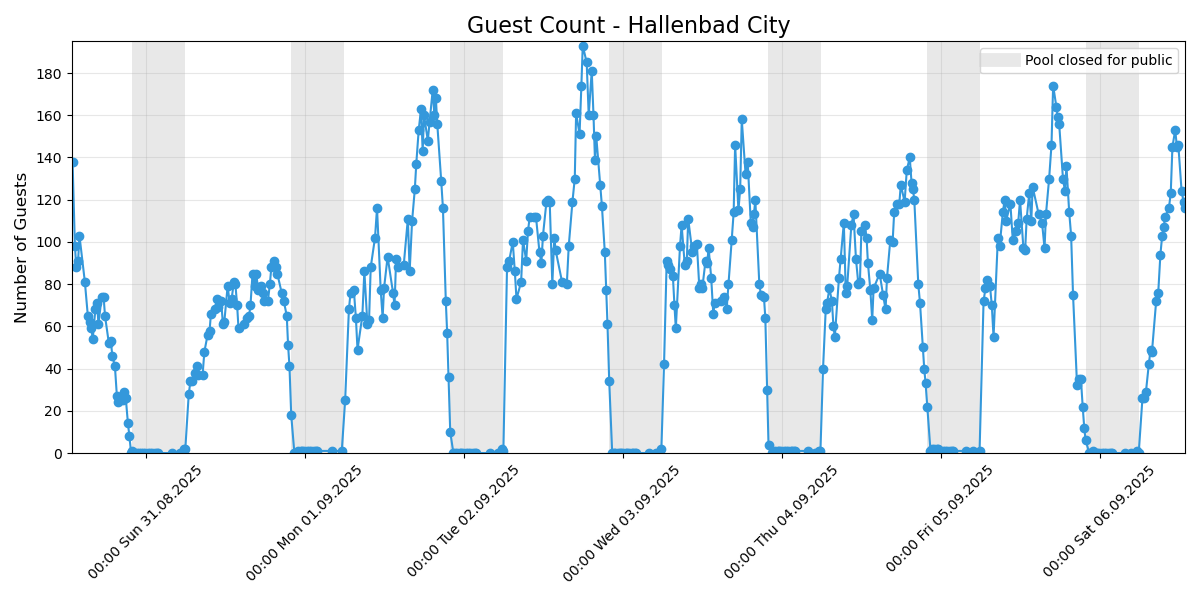 Guest Count - Hallenbad City
Pool closed for public
Number of Guests
180
160
140
120
100
80
60
40
20
0
00:00 Sun 31.08.2025
00:00 Mon 01.09.2025
00:00 Tue 02.09.2025
00:00 Wed 03.09.2025
00:00 Thu 04.09.2025
00:00 Fri 05.09.2025
00:00 Sat 06.09.2025